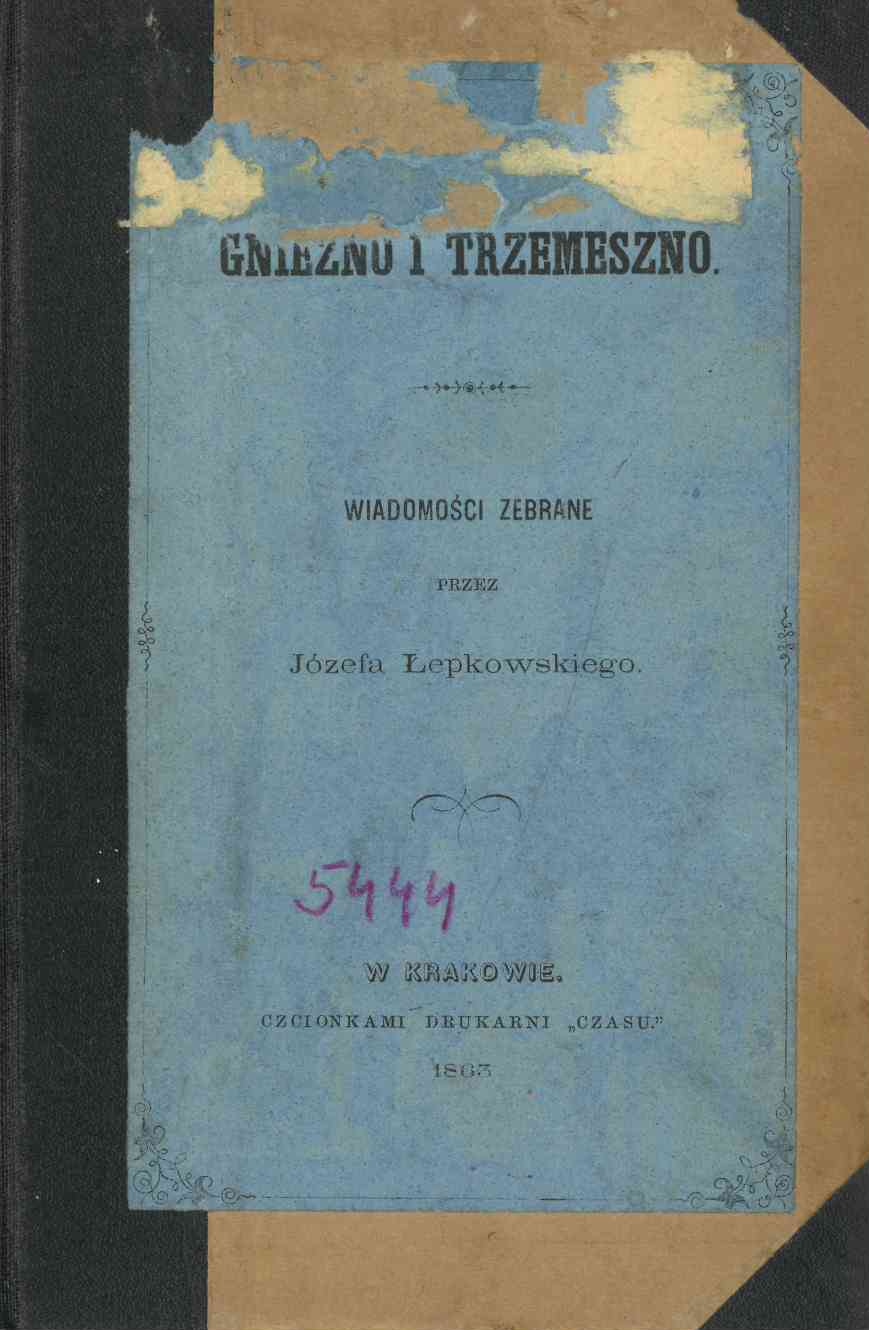 GNIEZNO I TRZEMESZNO.
WIADOMOŚCI ZEBRANE
PRZEZ
Józefa Łepkowskiego.
5444
W KRAKOWIE.
CZCIONKAMI DRUKARNI „CZASU.”
1863